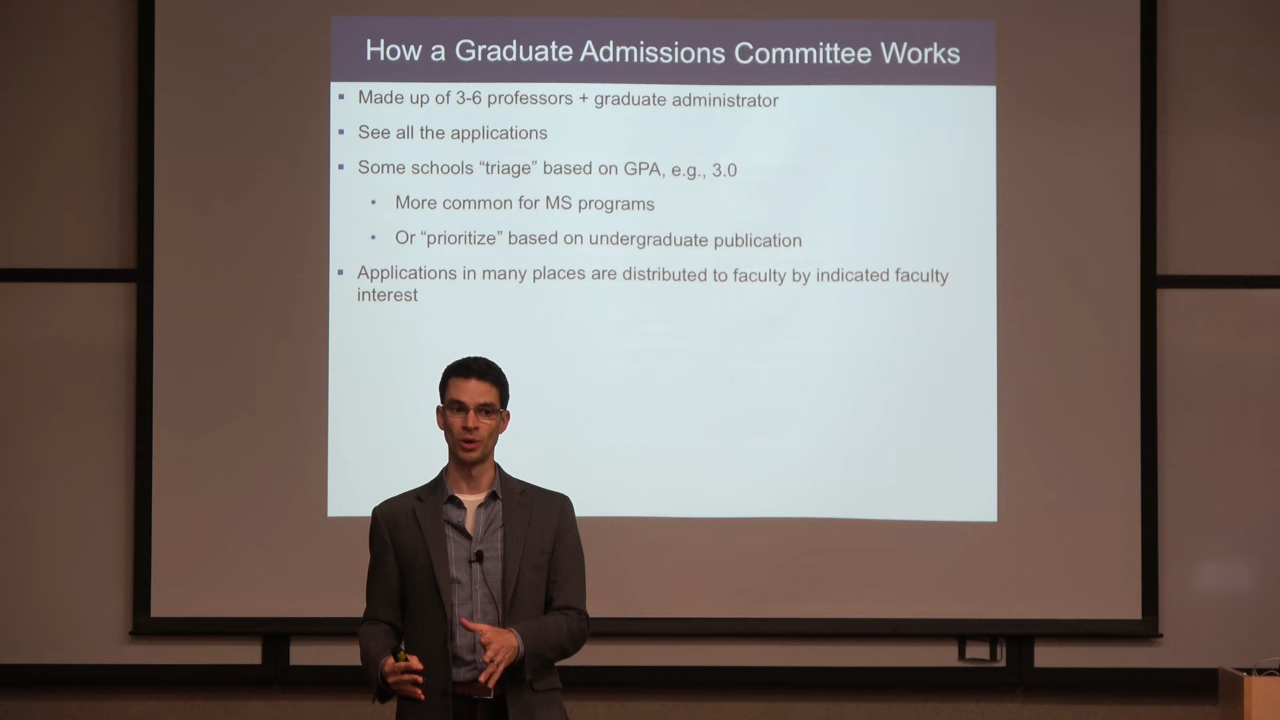 How a Graduate Admissions Committee Works
▪ Made up of 3-6 professors + graduate administrator
▪ See all the applications
▪ Some schools “triage” based on GPA, e.g., 3.0
• More common for MS programs
• Or “prioritize” based on undergraduate publication
▪ Applications in many places are distributed to faculty by indicated faculty
interest